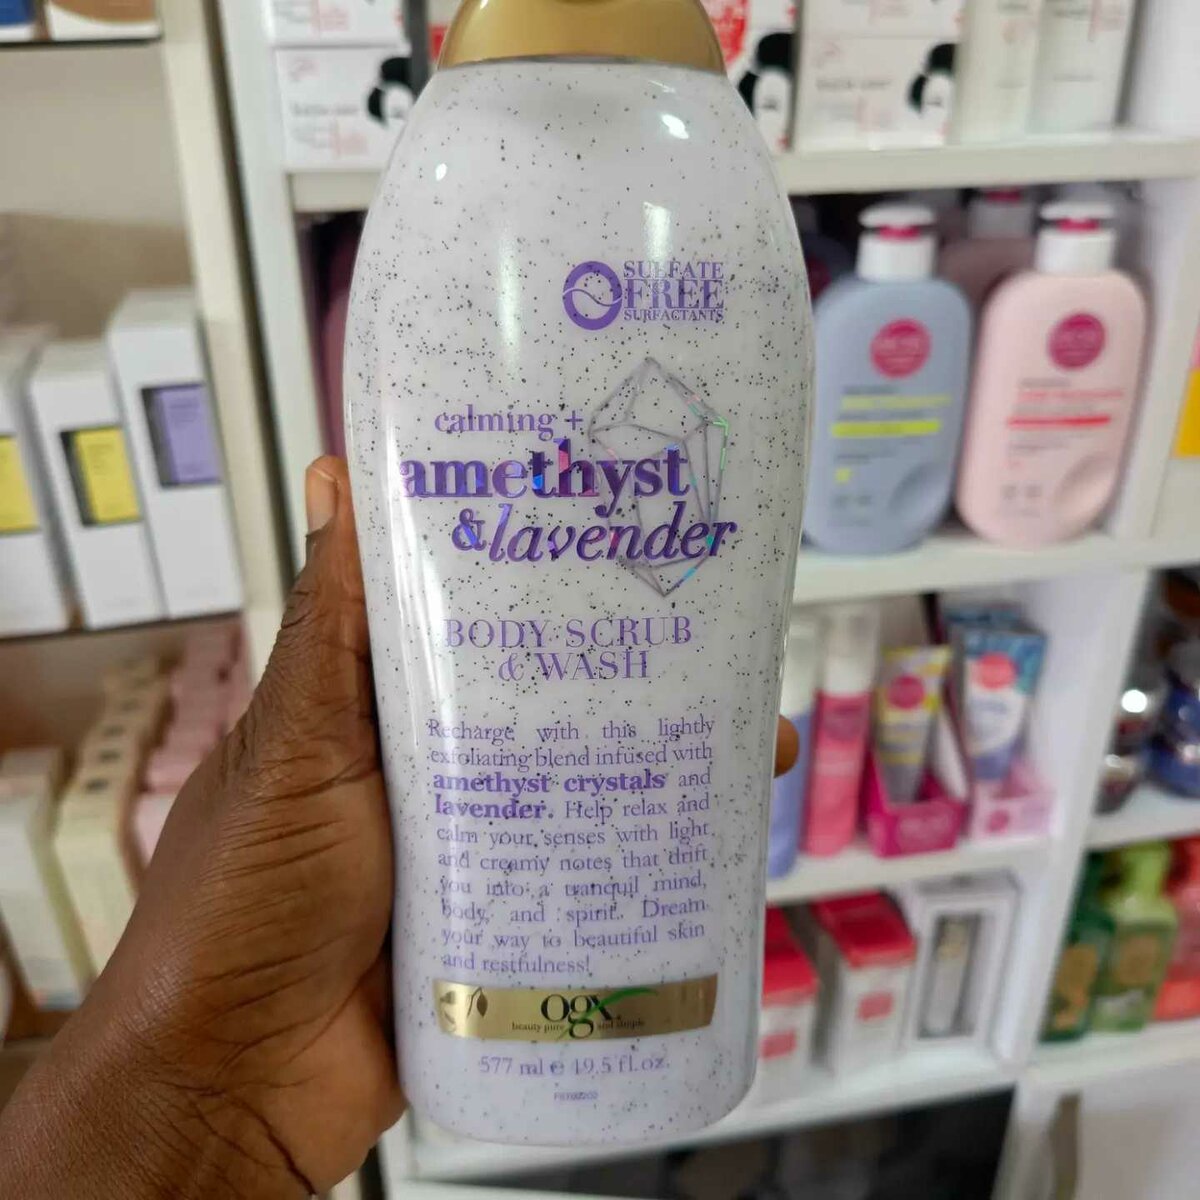 SULFATE
FREE
SURFACTANTS
calming +
amethyst
& lavender
BODY SCRUB
& WASH
Recharge with this lightly
exfoliating blend infused with
amethyst crystals and
lavender. Help relax and
calm your senses with light
and creamy notes that drift
you into a tranquil mind,
body, and spirit. Dream
your way to beautiful skin
and restfulness!
ogx
beauty pure and simple
577 ml e 19.5 fl.oz.